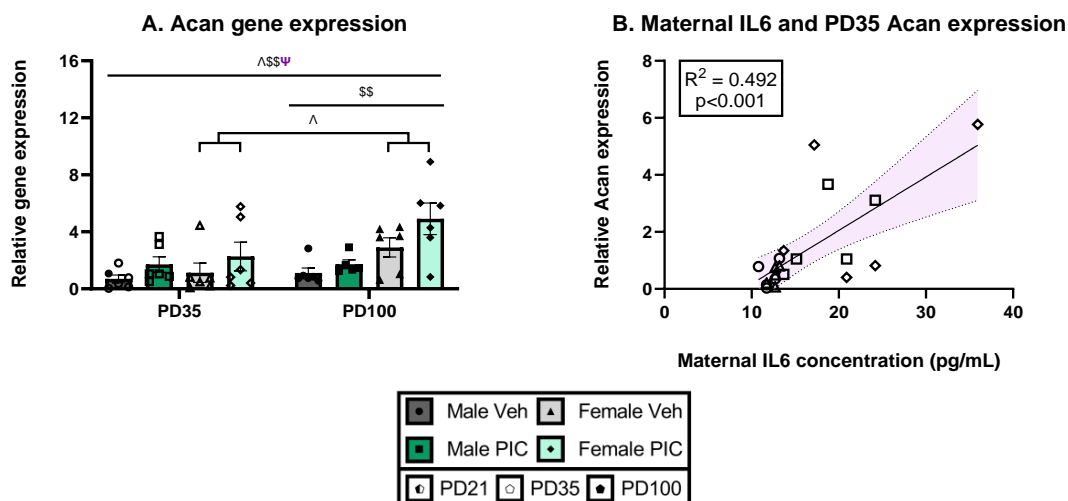 A. Acan gene expression
Relative gene expression
16
12
8
4
0
Λ$$Ψ
$$
Λ
PD35
PD100
B. Maternal IL6 and PD35 Acan expression
Relative Acan expression
8
6
4
2
0
R² = 0.492
p<0.001
0
10
20
30
40
Maternal IL6 concentration (pg/mL)
Male Veh
Female Veh
Male PIC
Female PIC
PD21
PD35
PD100